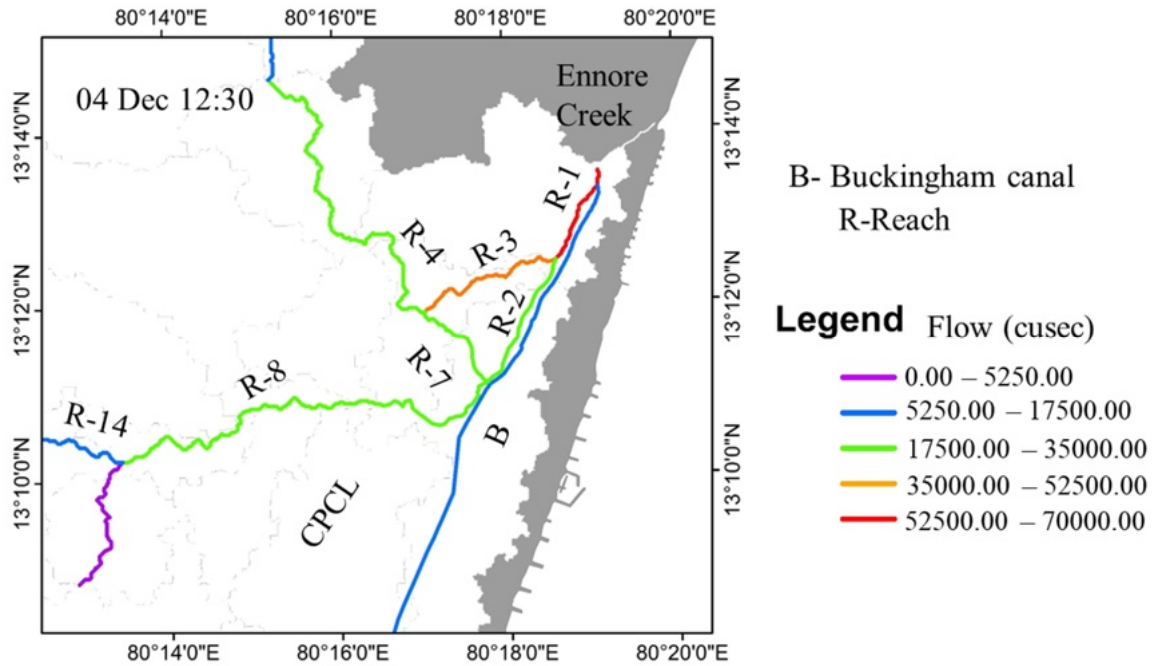 80°14'0"E
80°16'0"E
80°18'0"E
80°20'0"E
04 Dec 12:30
Ennore
Creek
13°14'0"N
13°14'0"N
R-1
R-4
R-3
13°12'0"N
13°12'0"N
R-2
R-7
R-8
R-14
B
13°10'0"N
13°10'0"N
CPCL
80°14'0"E
80°16'0"E
80°18'0"E
80°20'0"E
B- Buckingham canal
R-Reach
Legend Flow (cusec)
0.00 – 5250.00
5250.00 – 17500.00
17500.00 – 35000.00
35000.00 – 52500.00
52500.00 – 70000.00